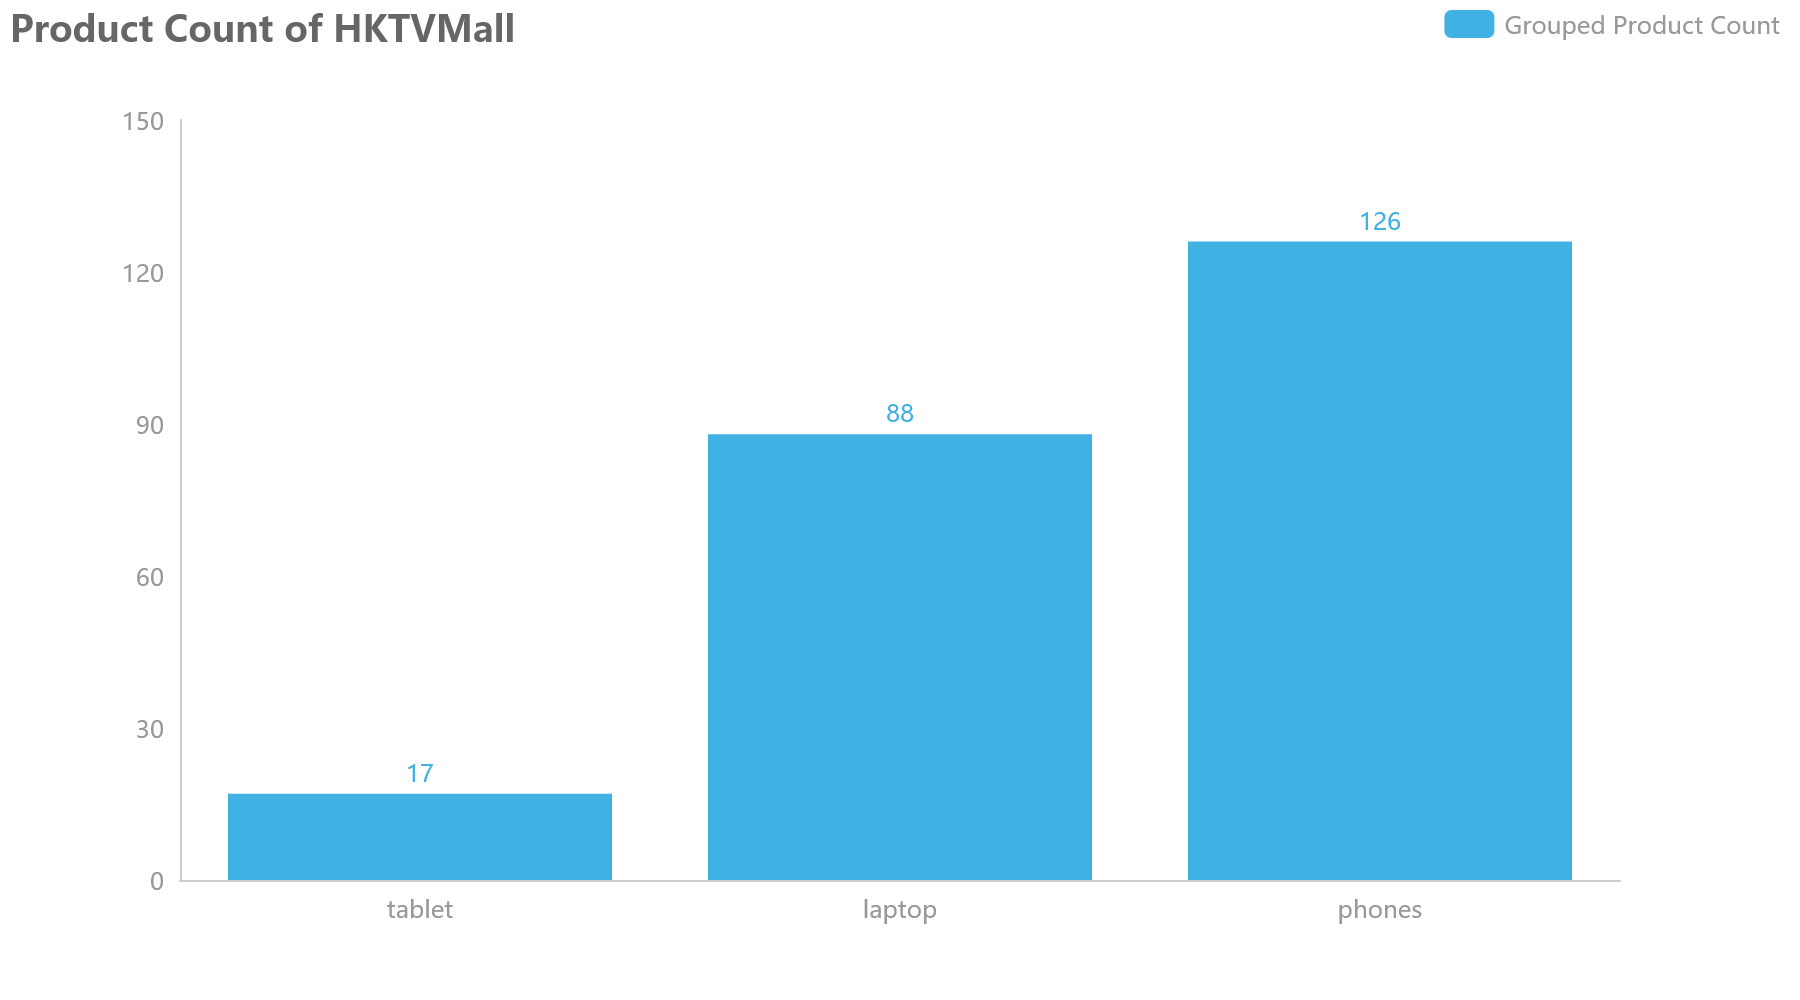 Product Count of HKTVMall
Grouped Product Count
150
120
90
60
30
0
17
88
126
tablet
laptop
phones